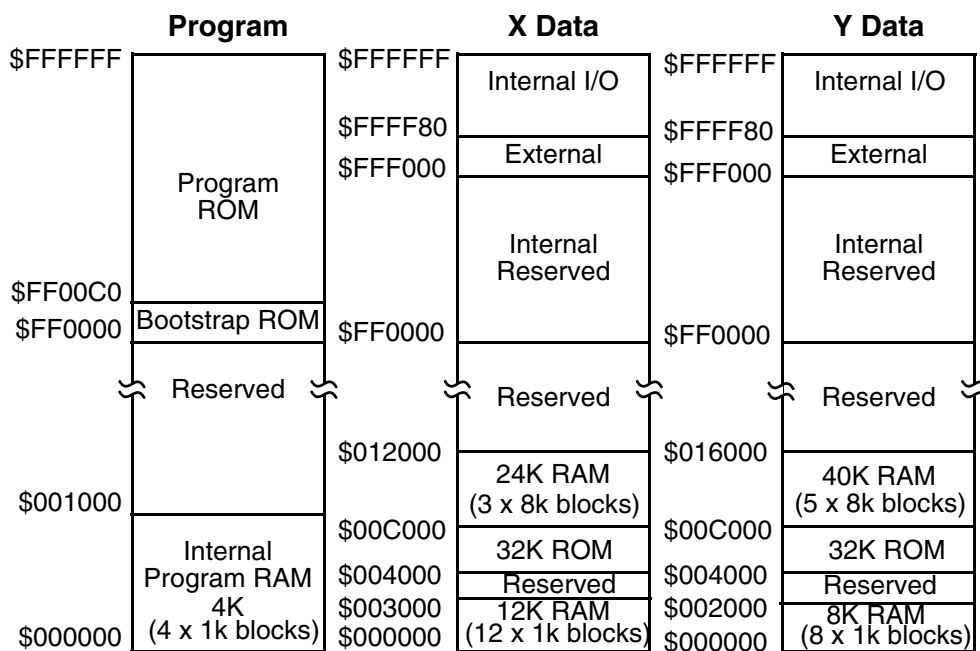 Program
$FFFFFF
Program
ROM
$FF00C0
Bootstrap ROM
$FF0000
Reserved
$001000
Internal
Program RAM
4K
(4 x 1k blocks)
$000000
X Data
$FFFFFF
Internal I/O
$FFFF80
External
$FFF000
Internal
Reserved
$FF0000
Reserved
$012000
24K RAM
(3 x 8k blocks)
$00C000
32K ROM
$004000
Reserved
$003000
12K RAM
(12 x 1k blocks)
$000000
Y Data
$FFFFFF
Internal I/O
$FFFF80
External
$FFF000
Internal
Reserved
$FF0000
Reserved
$016000
40K RAM
(5 x 8k blocks)
$00C000
32K ROM
$004000
Reserved
$002000
8K RAM
(8 x 1k blocks)
$000000